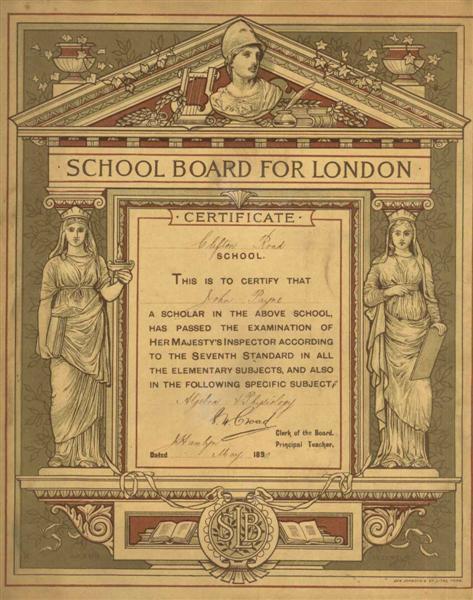 SCHOOL BOARD FOR LONDON
CERTIFICATE
Clifton Road
SCHOOL.
THIS IS TO CERTIFY THAT
John Payne
A SCHOLAR IN THE ABOVE SCHOOL,
HAS PASSED THE EXAMINATION OF
HER MAJESTY'S INSPECTOR ACCORDING
TO THE SEVENTH STANDARD IN ALL
THE ELEMENTARY SUBJECTS, AND ALSO
IN THE FOLLOWING SPECIFIC SUBJECTS
Algebra & Physiology
Clerk of the Board.
Principal Teacher.
Dated May 189
SBL